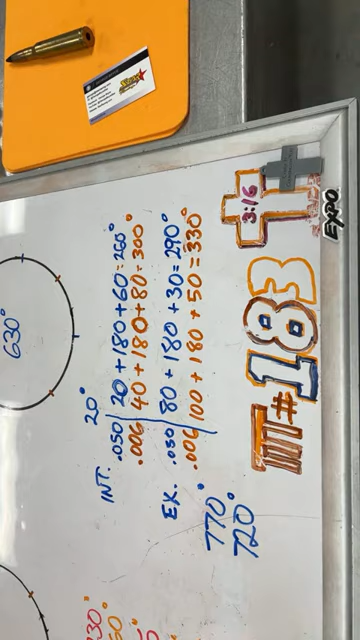 630°
20°
INT. .050 20+180+60=260°
.006 40+180+80=300°
EX. .050 80+180+30=290°
.006 100+180+50=330°
770°
720°
3:16
#183
EXPO